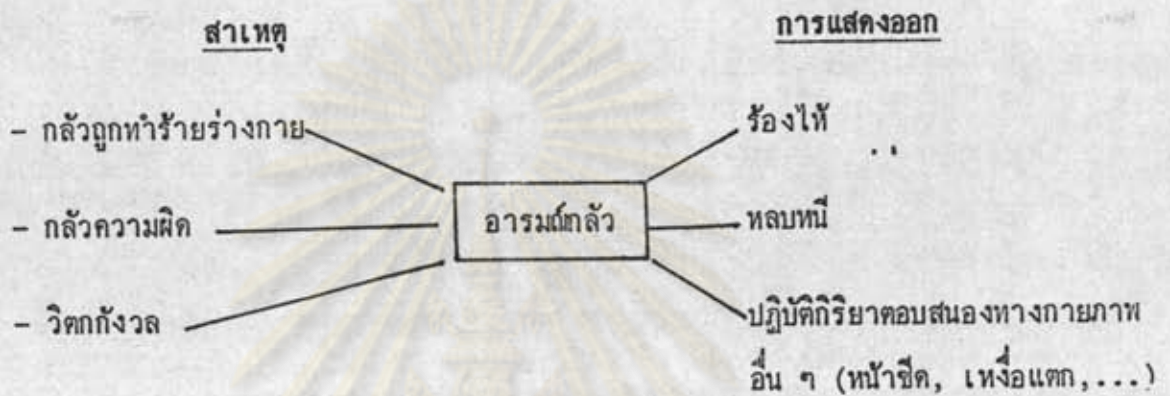 สาเหตุ
การแสดงออก
- กลัวถูกทำร้ายร่างกาย
- กลัวความผิด
- วิตกกังวล
อารมณ์กลัว
ร้องไห้
หลบหนี
ปฏิบัติกิริยาตอบสนองทางกายภาพ
อื่น ๆ (หน้าซีด, เหงื่อแตก,...)